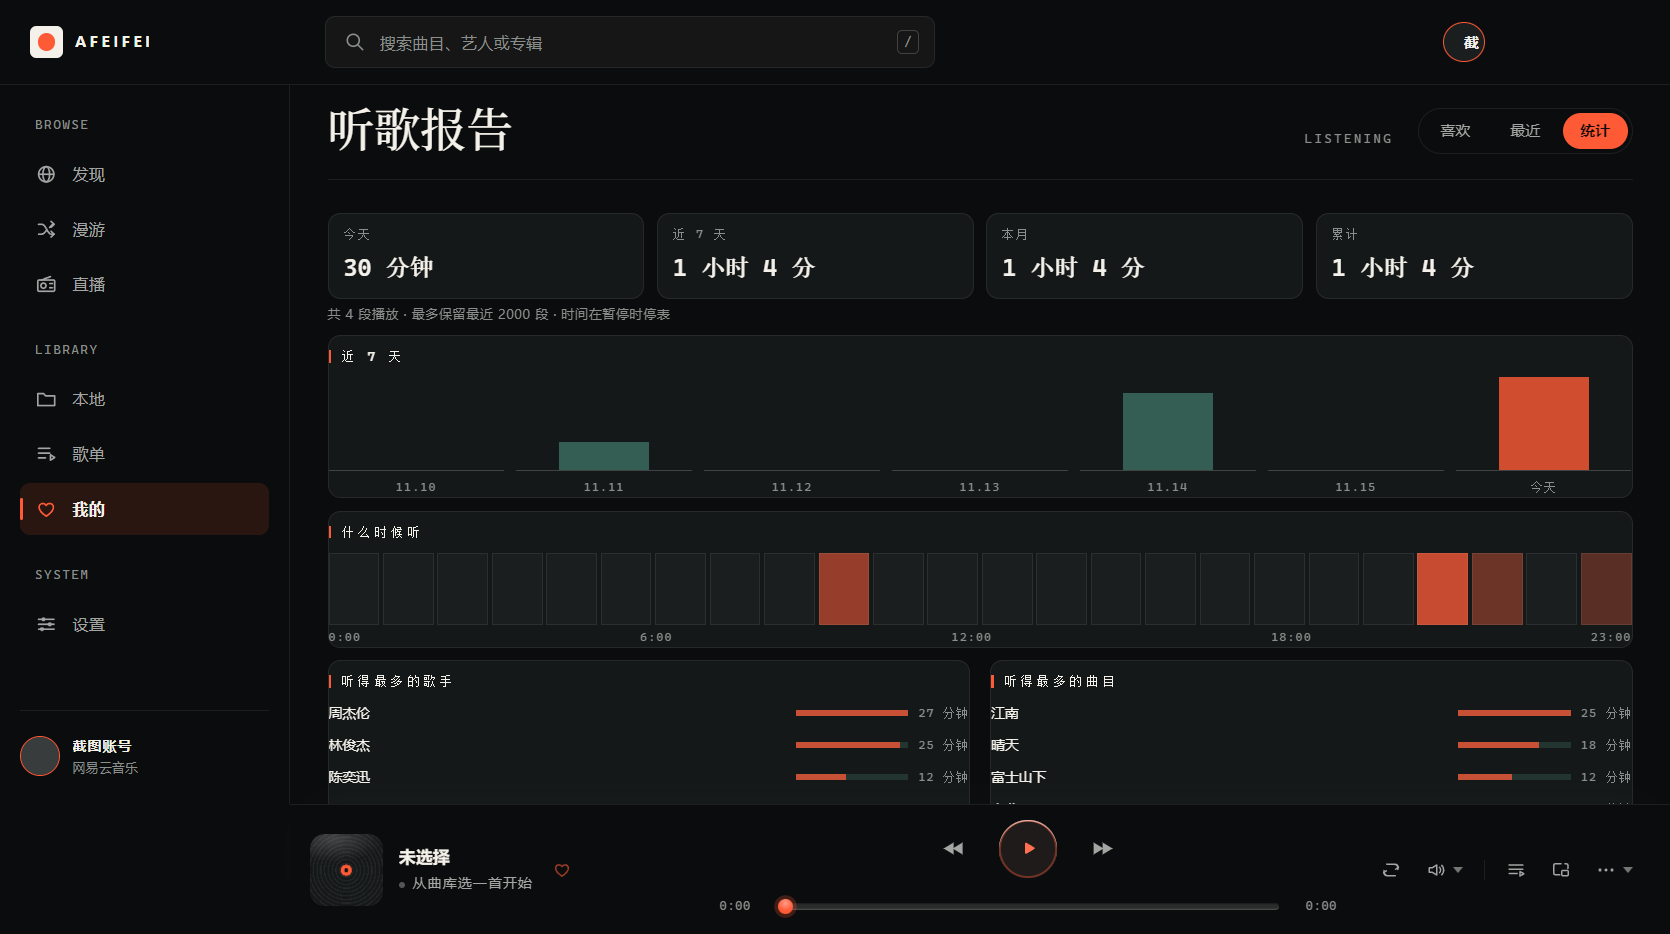 AFEIFEI
搜索曲目、艺人或专辑
/
截
BROWSE
发现
漫游
直播
LIBRARY
本地
歌单
我的
SYSTEM
设置
截图账号
网易云音乐
听歌报告
LISTENING
喜欢
最近
统计
今天
30 分钟
近 7 天
1 小时 4 分
本月
1 小时 4 分
累计
1 小时 4 分
共 4 段播放 · 最多保留最近 2000 段 · 时间在暂停时停表
近 7 天
11.10
11.11
11.12
11.13
11.14
11.15
今天
什么时候听
0:00
6:00
12:00
18:00
23:00
听得最多的歌手
周杰伦 27 分钟
林俊杰 25 分钟
陈奕迅 12 分钟
听得最多的曲目
江南 25 分钟
晴天 18 分钟
富士山下 12 分钟
未选择
从曲库选一首开始
0:00
0:00